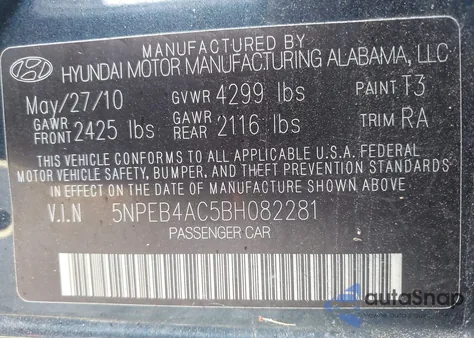 MANUFACTURED BY
HYUNDAI MOTOR MANUFACTURING ALABAMA, LLC
May/27/10 GVWR 4299 lbs PAINT T3
GAWR FRONT 2425 lbs GAWR REAR 2116 lbs TRIM RA
THIS VEHICLE CONFORMS TO ALL APPLICABLE U.S.A. FEDERAL
MOTOR VEHICLE SAFETY, BUMPER, AND THEFT PREVENTION STANDARDS
IN EFFECT ON THE DATE OF MANUFACTURE SHOWN ABOVE.
V.I.N 5NPEB4AC5BH082281
PASSENGER CAR
autoSnap